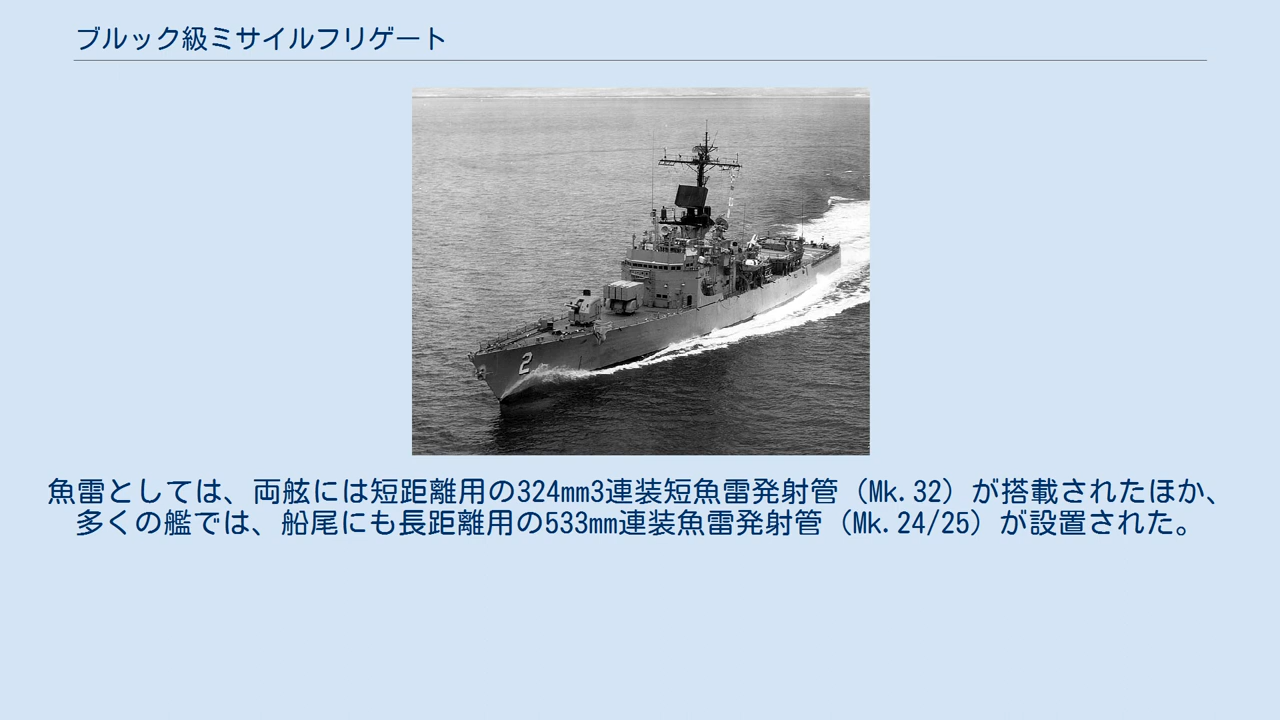 ブルック級ミサイルフリゲート
2
魚雷としては、両舷には短距離用の324mm3連装短魚雷発射管（Mk.32）が搭載されたほか、
多くの艦では、船尾にも長距離用の533mm連装魚雷発射管（Mk.24/25）が設置された。